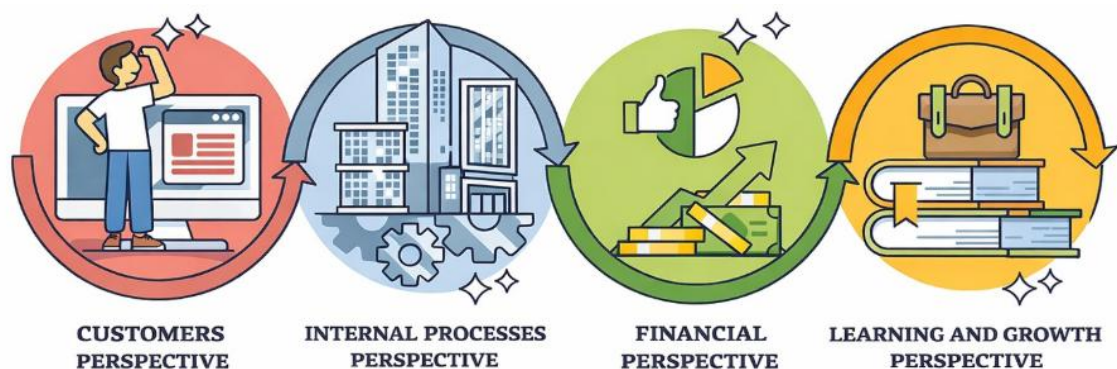 CUSTOMERS
PERSPECTIVE
INTERNAL PROCESSES
PERSPECTIVE
FINANCIAL
PERSPECTIVE
LEARNING AND GROWTH
PERSPECTIVE